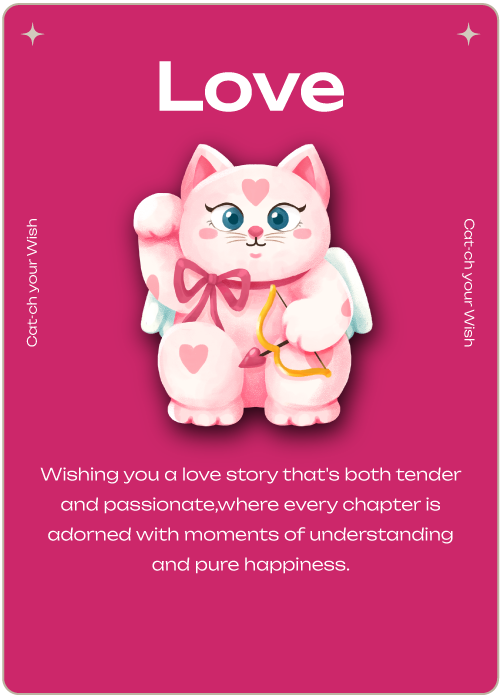 Love
Cat·ch your Wish
Cat·ch your Wish
Wishing you a love story that's both tender
and passionate,where every chapter is
adorned with moments of understanding
and pure happiness.